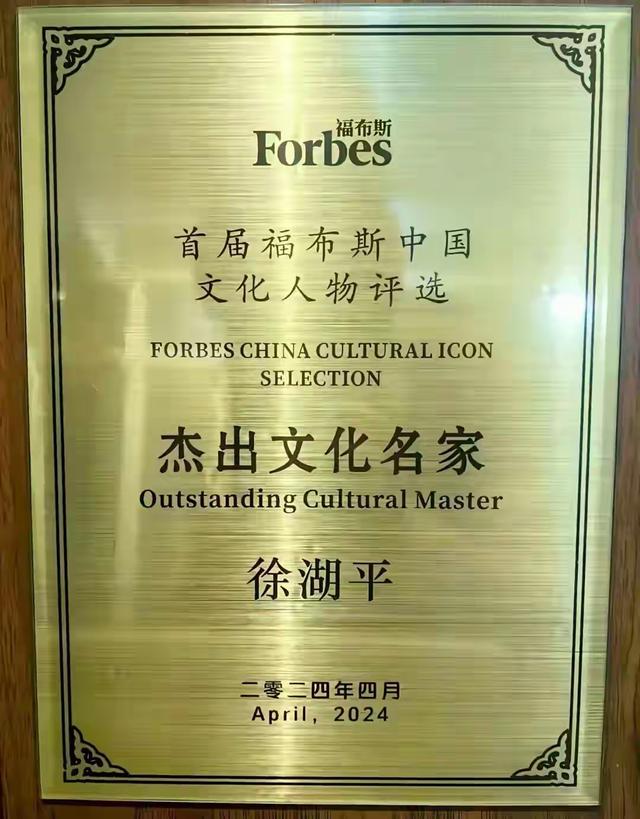 福布斯
Forbes
首届福布斯中国
文化人物评选
FORBES CHINA CULTURAL ICON
SELECTION
杰出文化名家
Outstanding Cultural Master
徐湖平
二零二四年四月
April, 2024